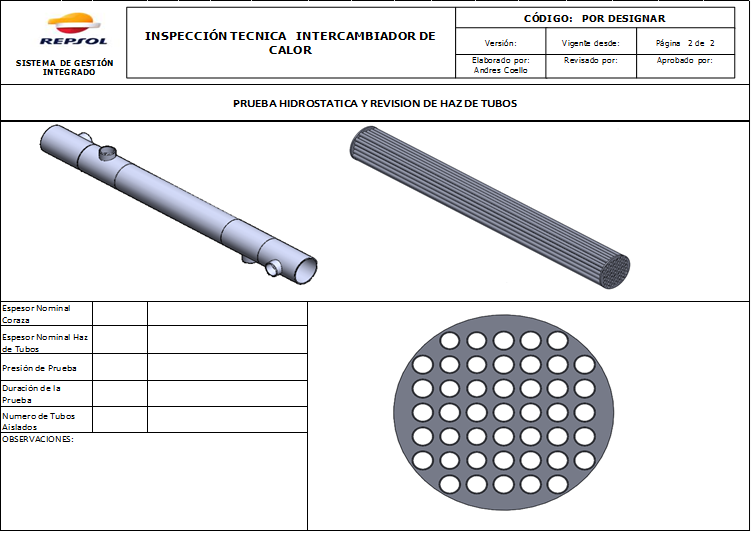 REPSOL
SISTEMA DE GESTIÓN
INTEGRADO
INSPECCIÓN TECNICA INTERCAMBIADOR DE
CALOR
CÓDIGO: POR DESIGNAR
Versión:
Vigente desde:
Página 2 de 2
Elaborado por:
Andres Coello
Revisado por:
Aprobado por:
PRUEBA HIDROSTATICA Y REVISION DE HAZ DE TUBOS
Espesor Nominal
Coraza
Espesor Nominal Haz
de Tubos
Presión de Prueba
Duración de la
Prueba
Numero de Tubos
Aislados
OBSERVACIONES: